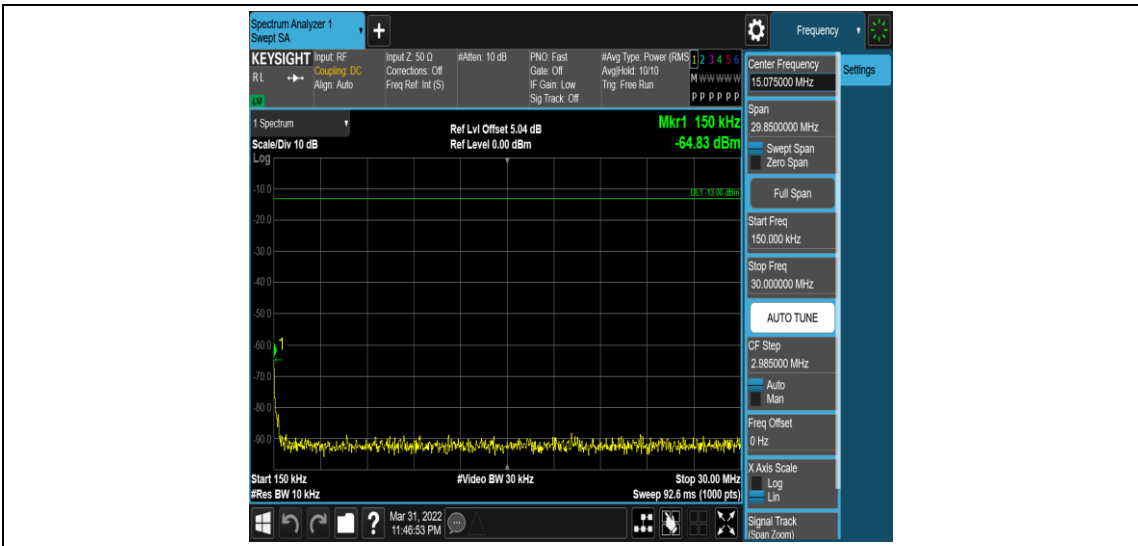 Spectrum Analyzer 1
Swept SA
+
Frequency
KEYSIGHT
RL
LXI
Input: RF
Coupling: DC
Align: Auto
Input Z: 50 Ω
Corrections: Off
Freq Ref: Int (S)
#Atten: 10 dB
PNO: Fast
Gate: Off
IF Gain: Low
Sig Track: Off
#Avg Type: Power (RMS
Avg|Hold: 10/10
Trig: Free Run
1 2 3 4 5 6
M W W W W W
P P P P P P
1 Spectrum
Scale/Div 10 dB
Log
Ref Lvl Offset 5.04 dB
Ref Level 0.00 dBm
Mkr1 150 kHz
-64.83 dBm
DL1 -13.00 dBm
-10.0
-20.0
-30.0
-40.0
-50.0
-60.0
1
-70.0
-80.0
-90.0
Start 150 kHz
#Res BW 10 kHz
#Video BW 30 kHz
Stop 30.00 MHz
Sweep 92.6 ms (1000 pts)
?
Mar 31, 2022
11:46:53 PM
Center Frequency
15.075000 MHz
Settings
Span
29.8500000 MHz
Swept Span
Zero Span
Full Span
Start Freq
150.000 kHz
Stop Freq
30.000000 MHz
AUTO TUNE
CF Step
2.985000 MHz
Auto
Man
Freq Offset
0 Hz
X Axis Scale
Log
Lin
Signal Track
(Span Zoom)